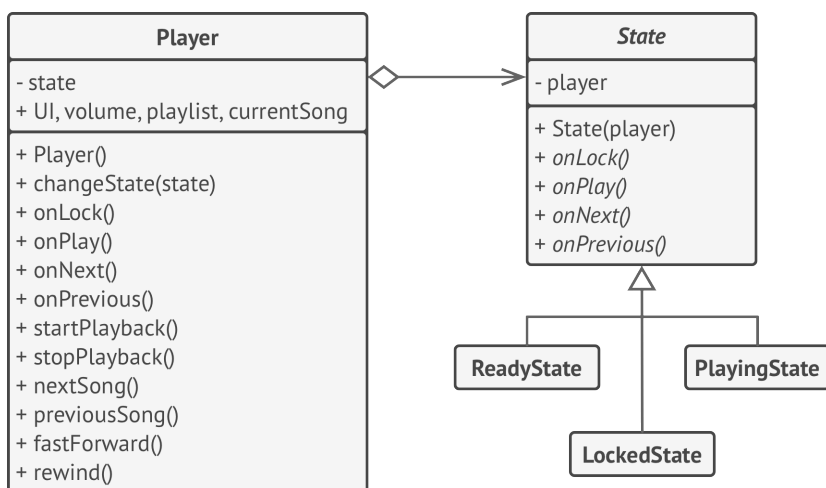 Player
- state
+ UI, volume, playlist, currentSong
+ Player()
+ changeState(state)
+ onLock()
+ onPlay()
+ onNext()
+ onPrevious()
+ startPlayback()
+ stopPlayback()
+ nextSong()
+ previousSong()
+ fastForward()
+ rewind()
State
- player
+ State(player)
+ onLock()
+ onPlay()
+ onNext()
+ onPrevious()
ReadyState
PlayingState
LockedState